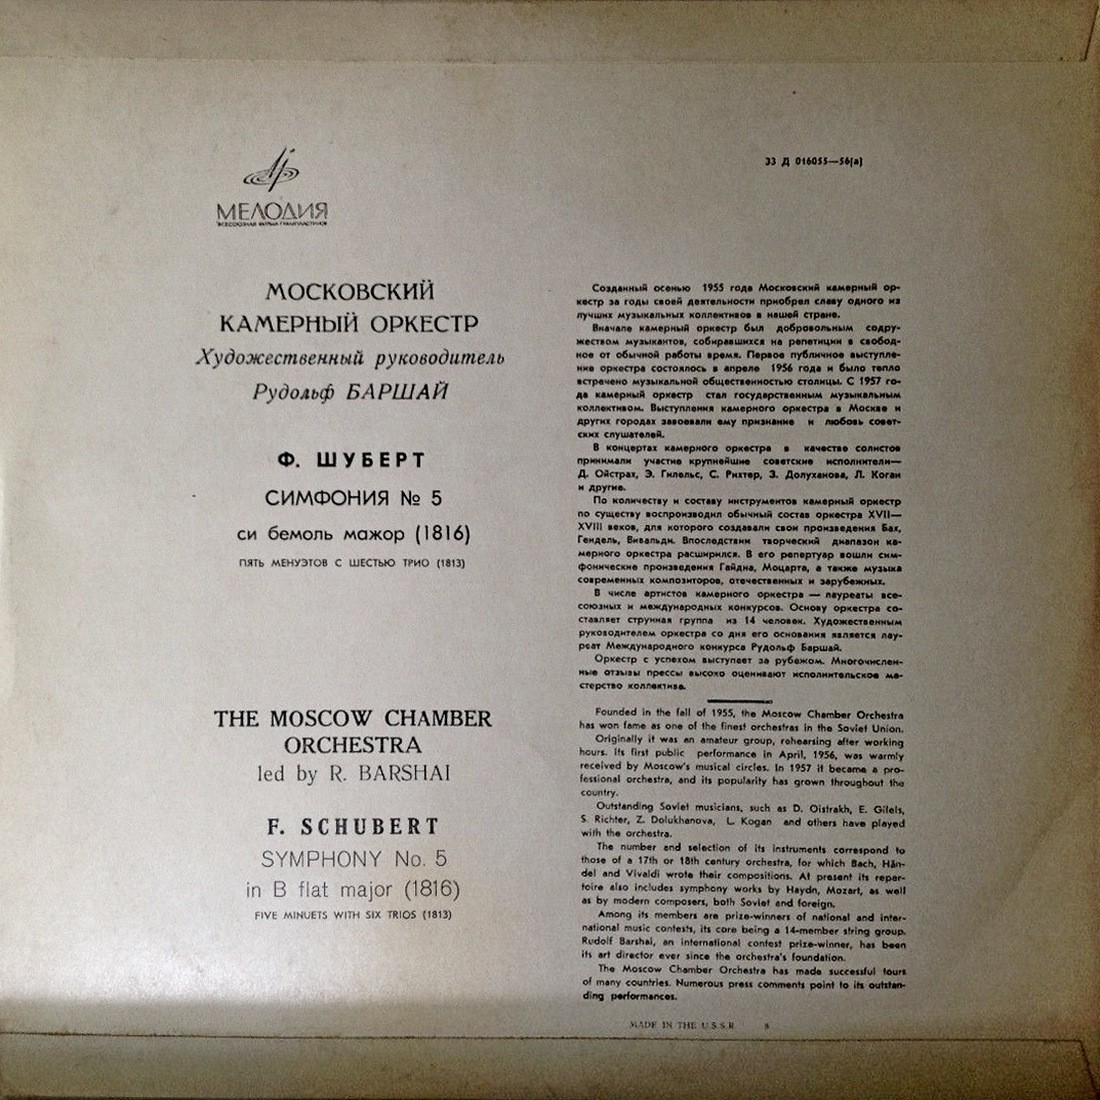 МЕЛОДИЯ
ВСЕСОЮЗНАЯ ФИРМА ГРАМПЛАСТИНОК
33 Д 016055—56(а)
МОСКОВСКИЙ
КАМЕРНЫЙ ОРКЕСТР
Художественный руководитель
Рудольф БАРШАЙ
Ф. ШУБЕРТ
СИМФОНИЯ № 5
си бемоль мажор (1816)
ПЯТЬ МЕНУЭТОВ С ШЕСТЬЮ ТРИО (1813)
THE MOSCOW CHAMBER
ORCHESTRA
led by R. BARSHAI
F. SCHUBERT
SYMPHONY No. 5
in B flat major (1816)
FIVE MINUETS WITH SIX TRIOS (1813)
Созданный осенью 1955 года Московский камерный ор-
кестр за годы своей деятельности приобрел славу одного из
лучших музыкальных коллективов в нашей стране.
Вначале камерный оркестр был добровольным содру-
жеством музыкантов, собиравшихся на репетиции в свобод-
ное от обычной работы время. Первое публичное выступле-
ние оркестра состоялось в апреле 1956 года и было тепло
встречено музыкальной общественностью столицы. С 1957 го-
да камерный оркестр стал государственным музыкальным
коллективом. Выступления камерного оркестра в Москве и
других городах завоевали ему признание и любовь совет-
ских слушателей.
В концертах камерного оркестра в качестве солистов
принимали участие крупнейшие советские исполнители—
Д. Ойстрах, Э. Гилельс, С. Рихтер, З. Долуханова, Л. Коган
и другие.
По количеству и составу инструментов камерный оркестр
по существу воспроизводил обычный состав оркестра XVII—
XVIII веков, для которого создавали свои произведения Бах,
Гендель, Вивальди. Впоследствии творческий диапазон ка-
мерного оркестра расширился. В его репертуар вошли сим-
фонические произведения Гайдна, Моцарта, а также музыка
современных композиторов, отечественных и зарубежных.
В числе артистов камерного оркестра — лауреаты все-
союзных и международных конкурсов. Основу оркестра со-
ставляет струнная группа из 14 человек. Художественным
руководителем оркестра со дня его основания является лау-
реат Международного конкурса Рудольф Баршай.
Оркестр с успехом выступает за рубежом. Многочислен-
ные отзывы прессы высоко оценивают исполнительское ма-
стерство коллектива.
Founded in the fall of 1955, the Moscow Chamber Orchestra
has won fame as one of the finest orchestras in the Soviet Union.
Originally it was an amateur group, rehearsing after working
hours. Its first public performance in April, 1956, was warmly
received by Moscow's musical circles. In 1957 it became a pro-
fessional orchestra, and its popularity has grown throughout the
country.
Outstanding Soviet musicians, such as D. Oistrakh, E. Gilels,
S. Richter, Z. Dolukhanova, L. Kogan and others have played
with the orchestra.
The number and selection of its instruments correspond to
those of a 17th or 18th century orchestra, for which Bach, Hän-
del and Vivaldi wrote their compositions. At present its reper-
toire also includes symphony works by Haydn, Mozart, as well
as by modern composers, both Soviet and foreign.
Among its members are prize-winners of national and inter-
national music contests, its core being a 14-member string group.
Rudolf Barshai, an international contest prize-winner, has been
its art director ever since the orchestra's foundation.
The Moscow Chamber Orchestra has made successful tours
of many countries. Numerous press comments point to its outstan-
ding performances.
MADE IN THE U.S.S.R.